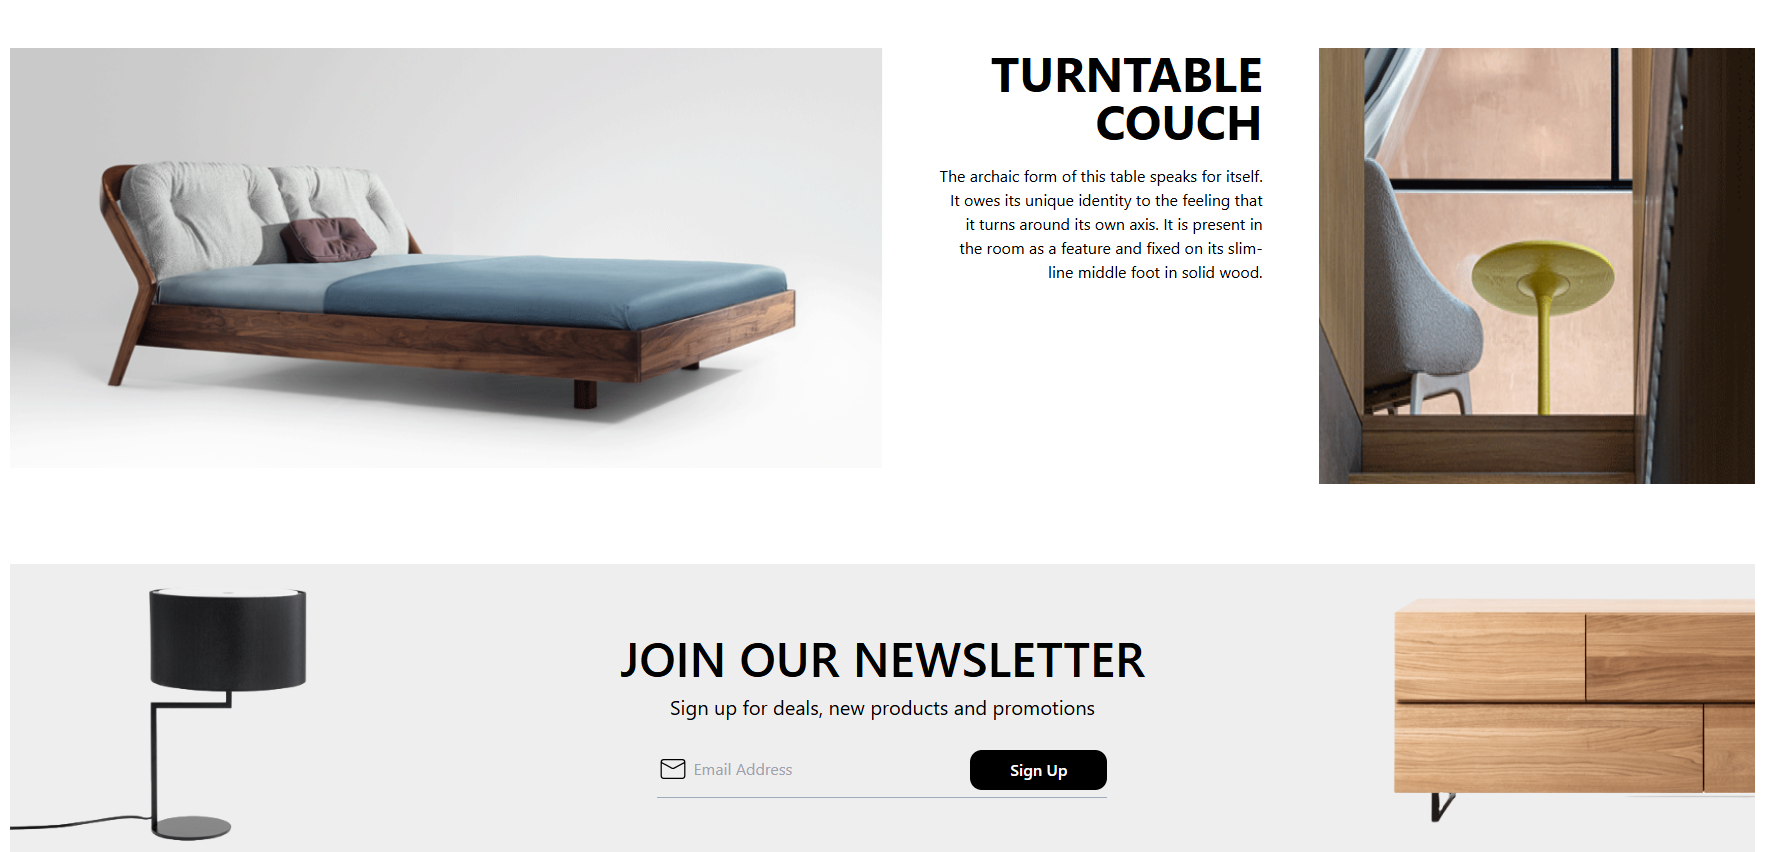 TURNTABLE
COUCH
The archaic form of this table speaks for itself.
It owes its unique identity to the feeling that
it turns around its own axis. It is present in
the room as a feature and fixed on its slim-
line middle foot in solid wood.
JOIN OUR NEWSLETTER
Sign up for deals, new products and promotions
Email Address
Sign Up